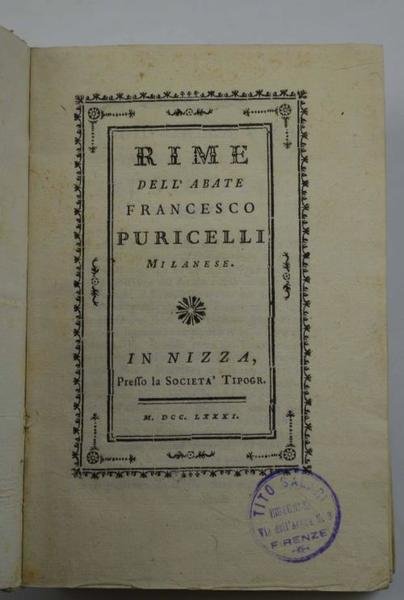 RIME
DELL' ABATE
FRANCESCO
PURICELLI
MILANESE.
IN NIZZA,
Preſſo la SOCIETA' TIPOGR.
M. DCC. LXXXI.
TITO
FIRENZE